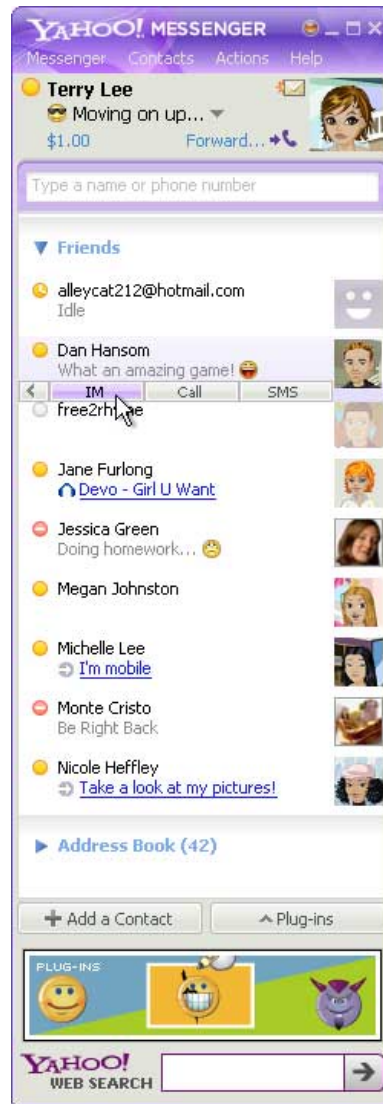 YAHOO! MESSENGER
Messenger Contacts Actions Help
Terry Lee
Moving on up...
$1.00 Forward...
Type a name or phone number
Friends
alleycat212@hotmail.com
Idle
Dan Hansom
What an amazing game!
IM Call SMS
Jane Furlong
Devo - Girl U Want
Jessica Green
Doing homework...
Megan Johnston
Michelle Lee
I'm mobile
Monte Cristo
Be Right Back
Nicole Heffley
Take a look at my pictures!
Address Book (42)
+ Add a Contact Plug-ins
PLUG-INS
YAHOO!
WEB SEARCH